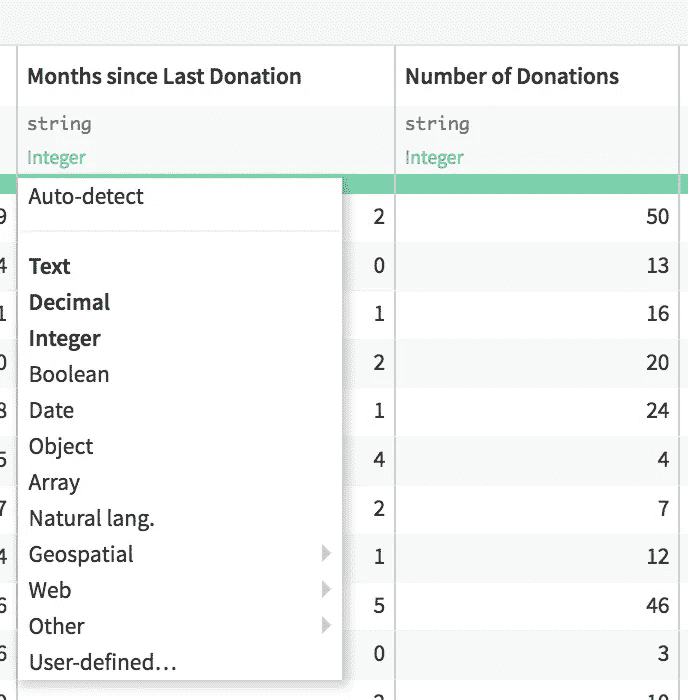 Months since Last Donation Number of Donations
string string
Integer Integer
Auto-detect
9 2 50
Text
4 0 13
Decimal
1 1 16
Integer
0 2 20
Boolean
8 Date 1 24
Object
5 4 4
Array
7 2 7
Natural lang.
4 Geospatial 1 12
Web
6 5 46
Other
6 0 3
User-defined...